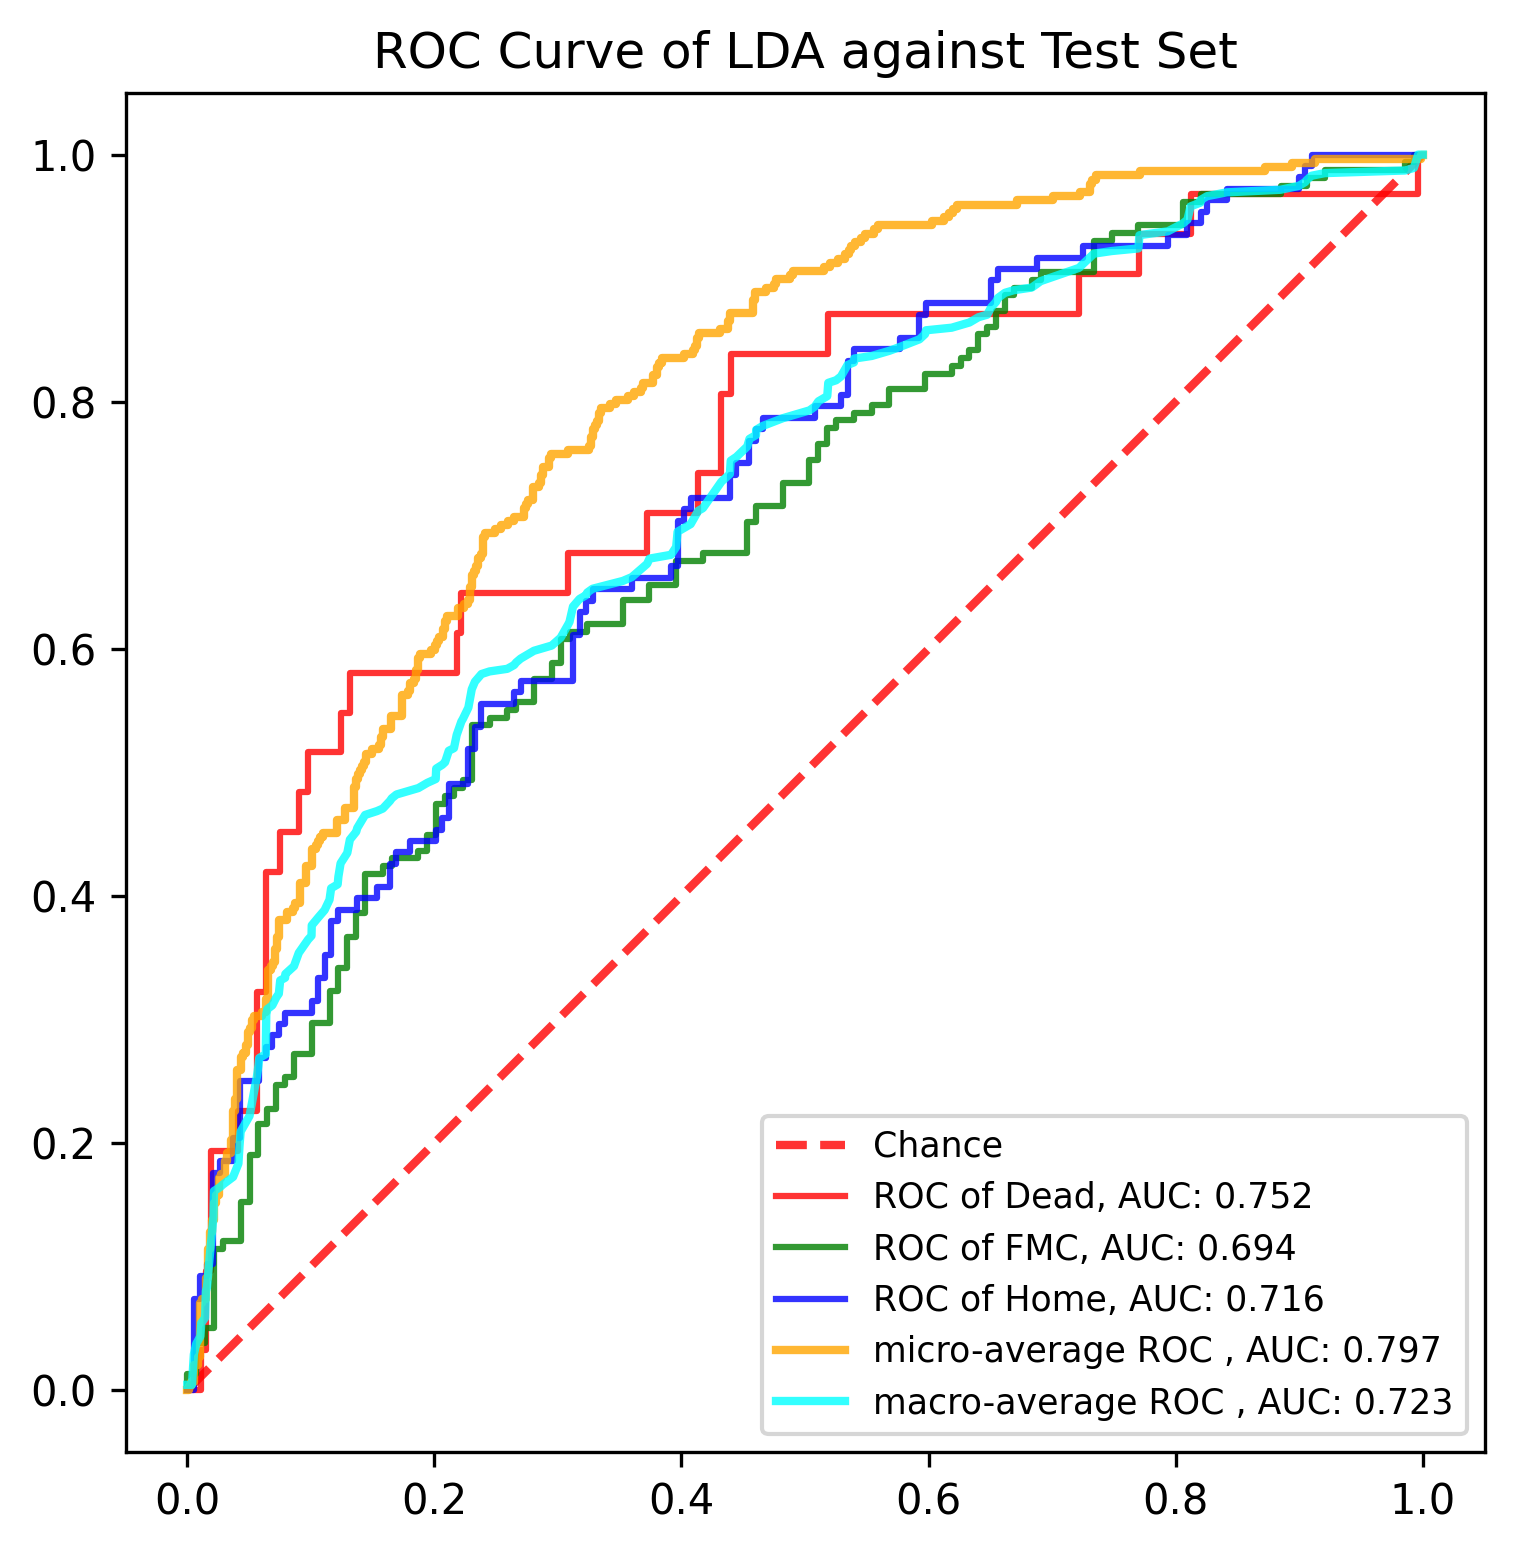 ROC Curve of LDA against Test Set
1.0
0.8
0.6
0.4
0.2
0.0
Chance
ROC of Dead, AUC: 0.752
ROC of FMC, AUC: 0.694
ROC of Home, AUC: 0.716
micro-average ROC , AUC: 0.797
macro-average ROC , AUC: 0.723
0.0 0.2 0.4 0.6 0.8 1.0